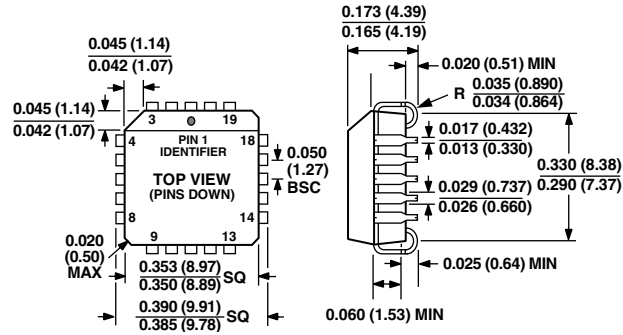 0.173 (4.39)
0.165 (4.19)
0.045 (1.14)
0.042 (1.07)
0.020 (0.51) MIN
0.035 (0.890)
R
0.034 (0.864)
0.045 (1.14)
0.042 (1.07)
3
19
4
PIN 1
IDENTIFIER
18
0.017 (0.432)
0.013 (0.330)
0.050
(1.27)
BSC
TOP VIEW
(PINS DOWN)
0.330 (8.38)
0.290 (7.37)
0.029 (0.737)
0.026 (0.660)
8
14
9
13
0.020
(0.50)
MAX
0.353 (8.97)
SQ
0.350 (8.89)
0.025 (0.64) MIN
0.390 (9.91)
SQ
0.385 (9.78)
0.060 (1.53) MIN